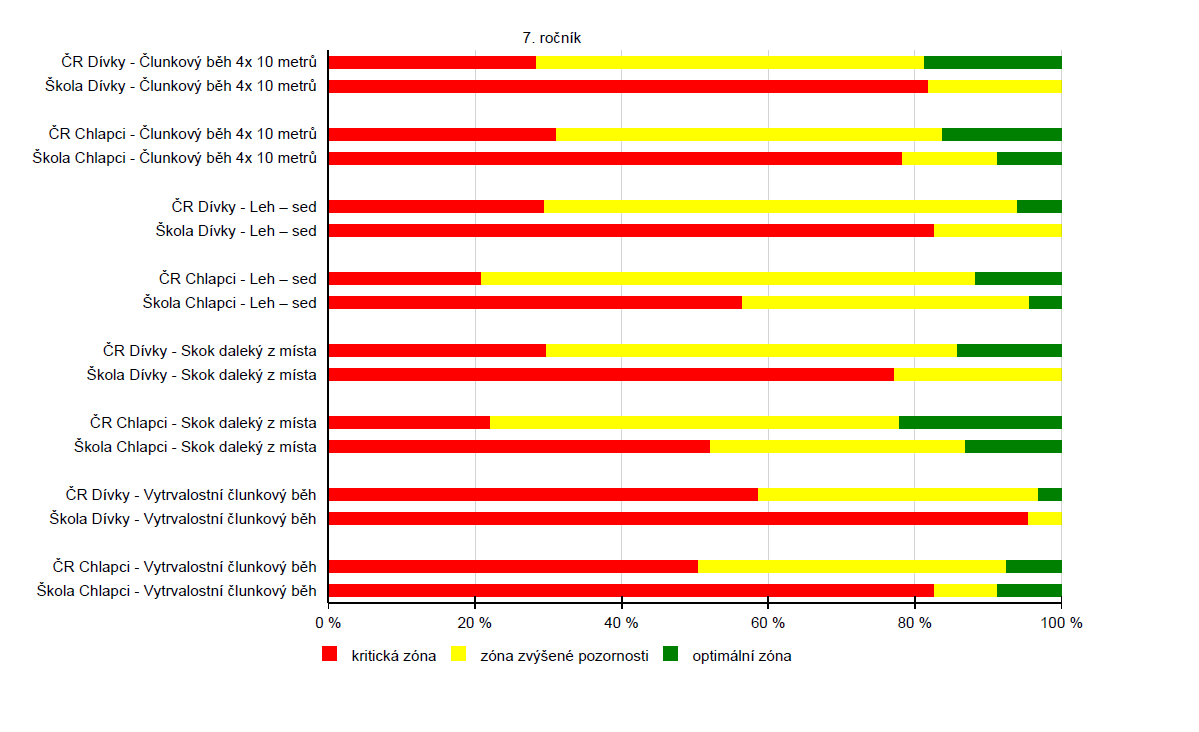 7. ročník
ČR Dívky - Člunkový běh 4x 10 metrů
Škola Dívky - Člunkový běh 4x 10 metrů
ČR Chlapci - Člunkový běh 4x 10 metrů
Škola Chlapci - Člunkový běh 4x 10 metrů
ČR Dívky - Leh – sed
Škola Dívky - Leh – sed
ČR Chlapci - Leh – sed
Škola Chlapci - Leh – sed
ČR Dívky - Skok daleký z místa
Škola Dívky - Skok daleký z místa
ČR Chlapci - Skok daleký z místa
Škola Chlapci - Skok daleký z místa
ČR Dívky - Vytrvalostní člunkový běh
Škola Dívky - Vytrvalostní člunkový běh
ČR Chlapci - Vytrvalostní člunkový běh
Škola Chlapci - Vytrvalostní člunkový běh
0 % 20 % 40 % 60 % 80 % 100 %
kritická zóna zóna zvýšené pozornosti optimální zóna